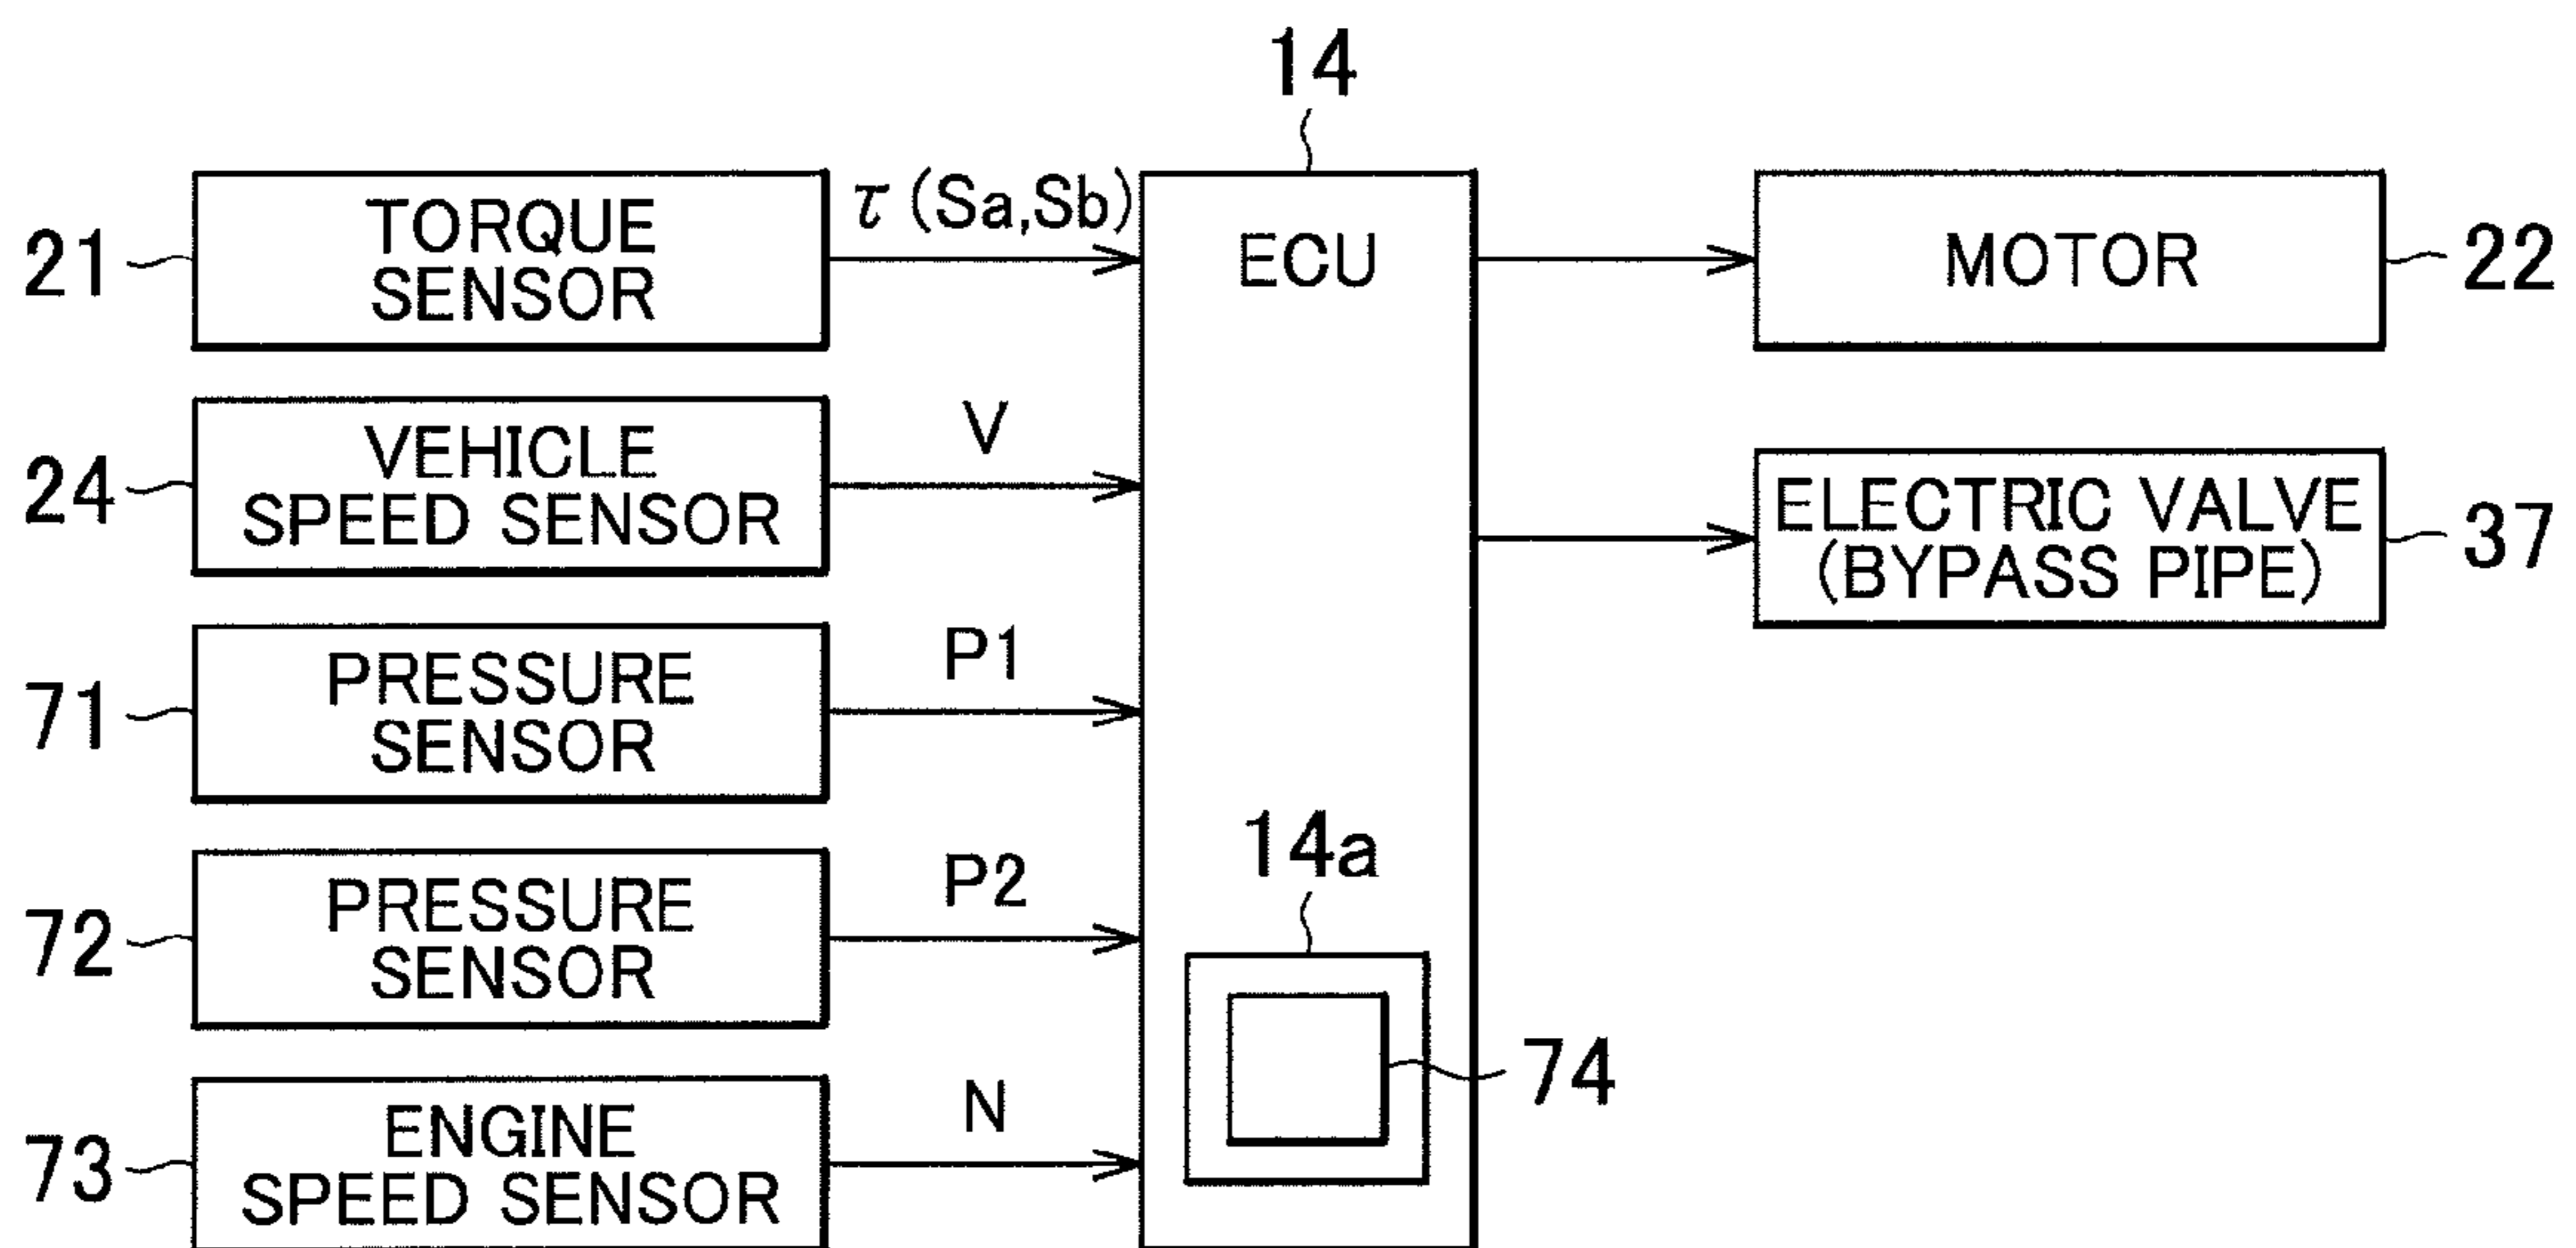 14
21
TORQUE
SENSOR
τ (Sa,Sb)
ECU
MOTOR
22
24
VEHICLE
SPEED SENSOR
V
ELECTRIC VALVE
(BYPASS PIPE)
37
71
PRESSURE
SENSOR
P1
72
PRESSURE
SENSOR
P2
14a
74
73
ENGINE
SPEED SENSOR
N